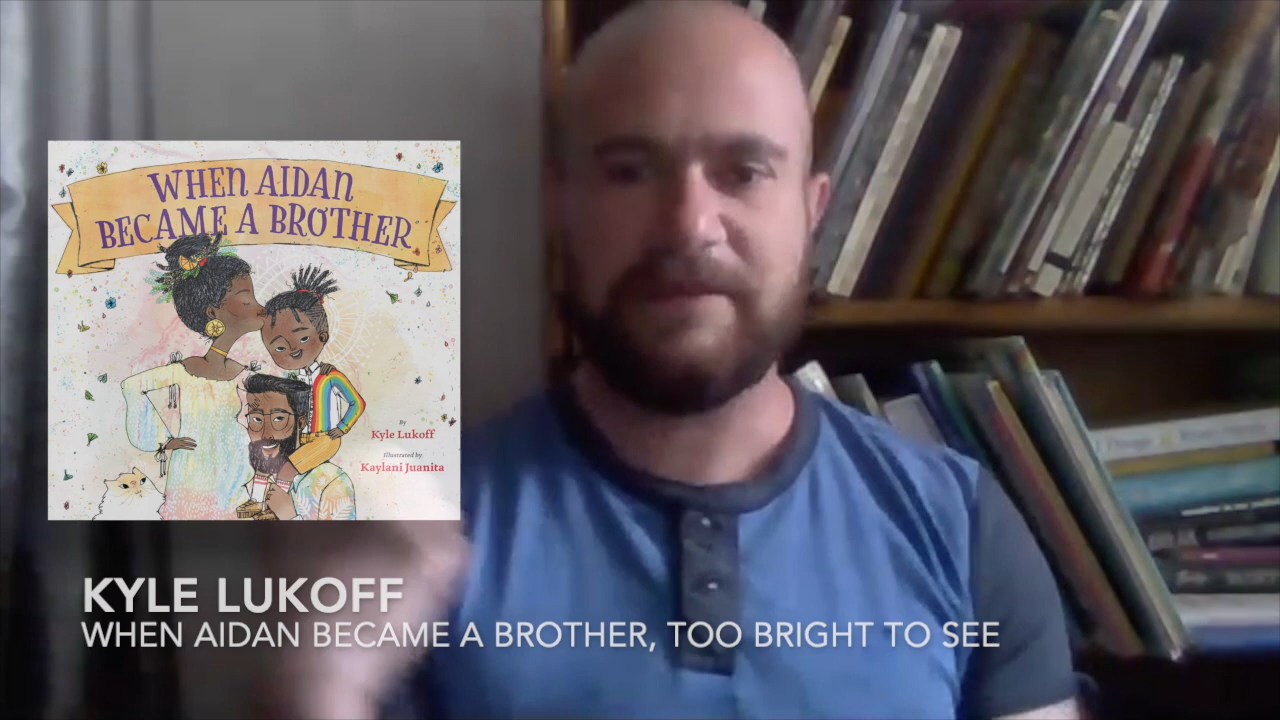 WHEN AIDAN
BECAME A BROTHER
By
Kyle Lukoff
Illustrated by
Kaylani Juanita
KYLE LUKOFF
WHEN AIDAN BECAME A BROTHER, TOO BRIGHT TO SEE